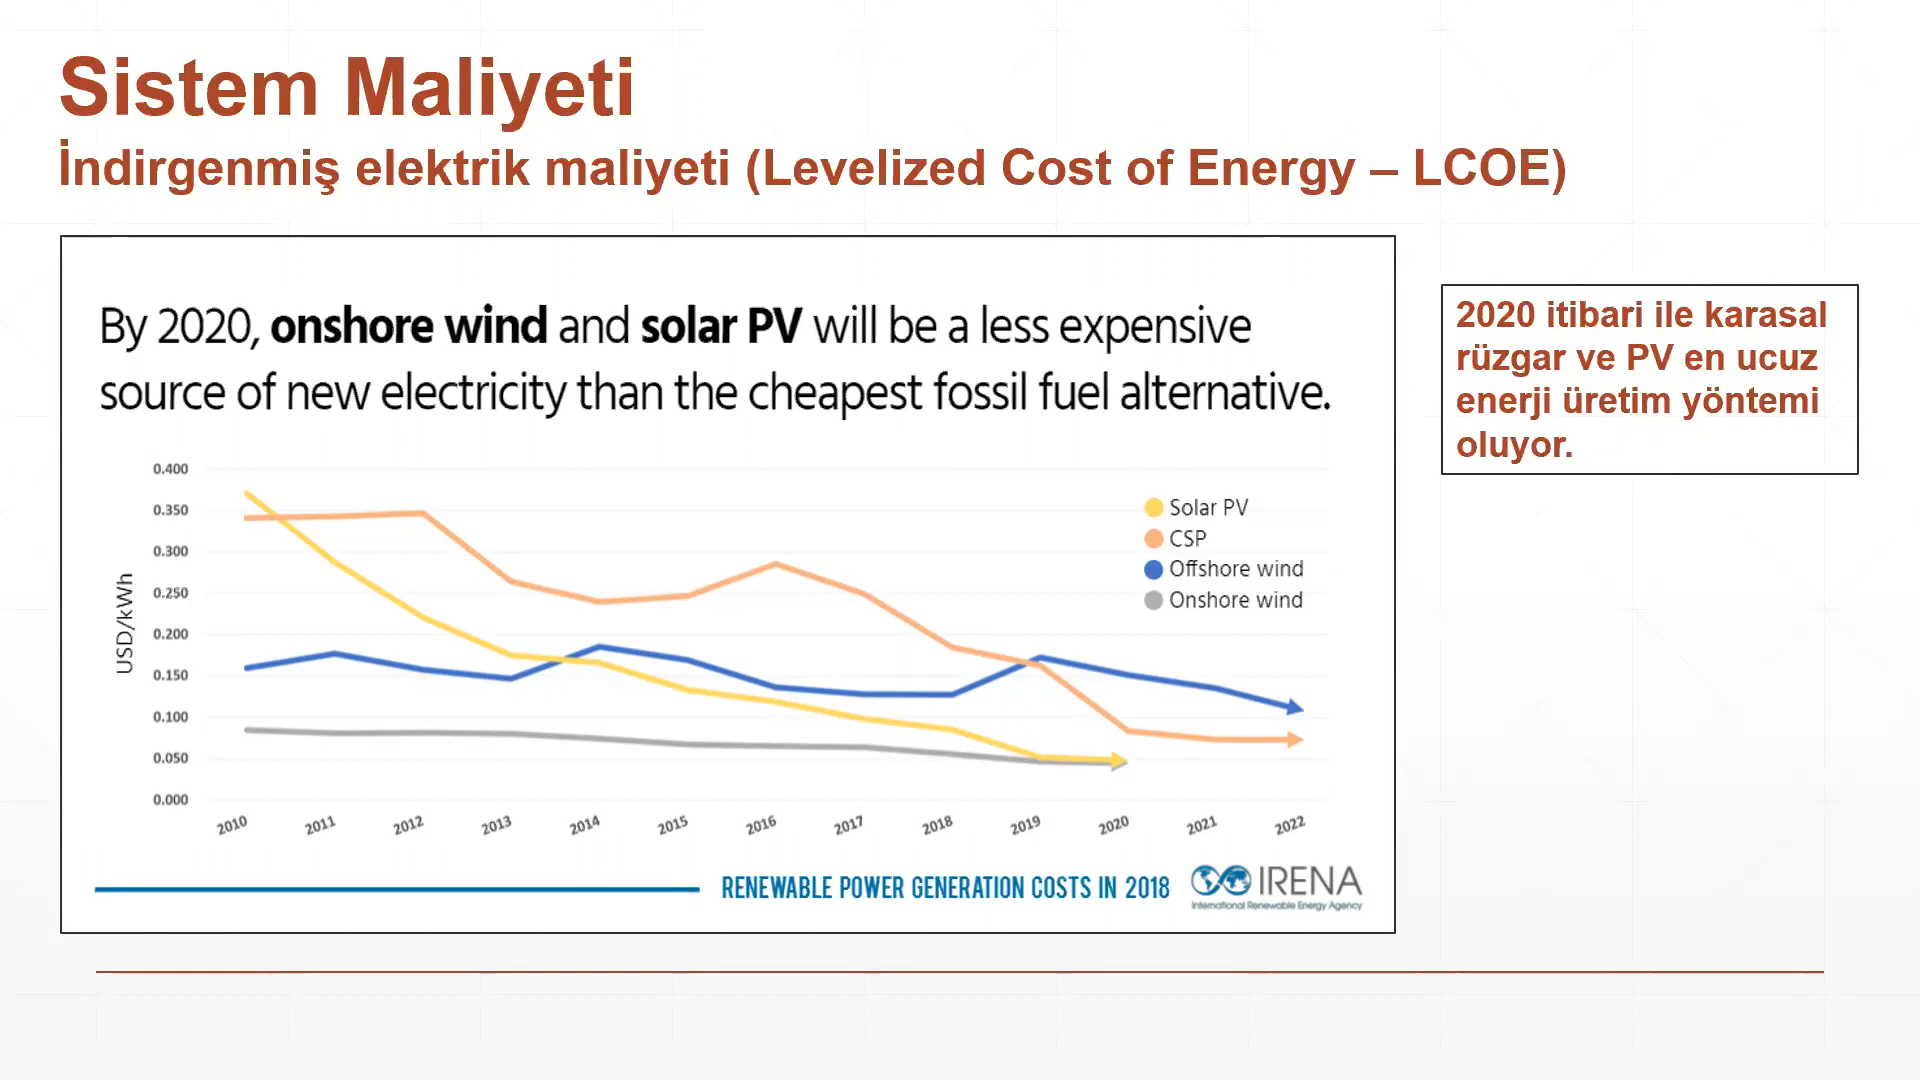 Sistem Maliyeti
İndirgenmiş elektrik maliyeti (Levelized Cost of Energy – LCOE)
By 2020, onshore wind and solar PV will be a less expensive
source of new electricity than the cheapest fossil fuel alternative.
0.400
0.350
0.300
0.250
0.200
0.150
0.100
0.050
0.000
USD/kWh
Solar PV
CSP
Offshore wind
Onshore wind
2010 2011 2012 2013 2014 2015 2016 2017 2018 2019 2020 2021 2022
RENEWABLE POWER GENERATION COSTS IN 2018
IRENA
International Renewable Energy Agency
2020 itibari ile karasal
rüzgar ve PV en ucuz
enerji üretim yöntemi
oluyor.